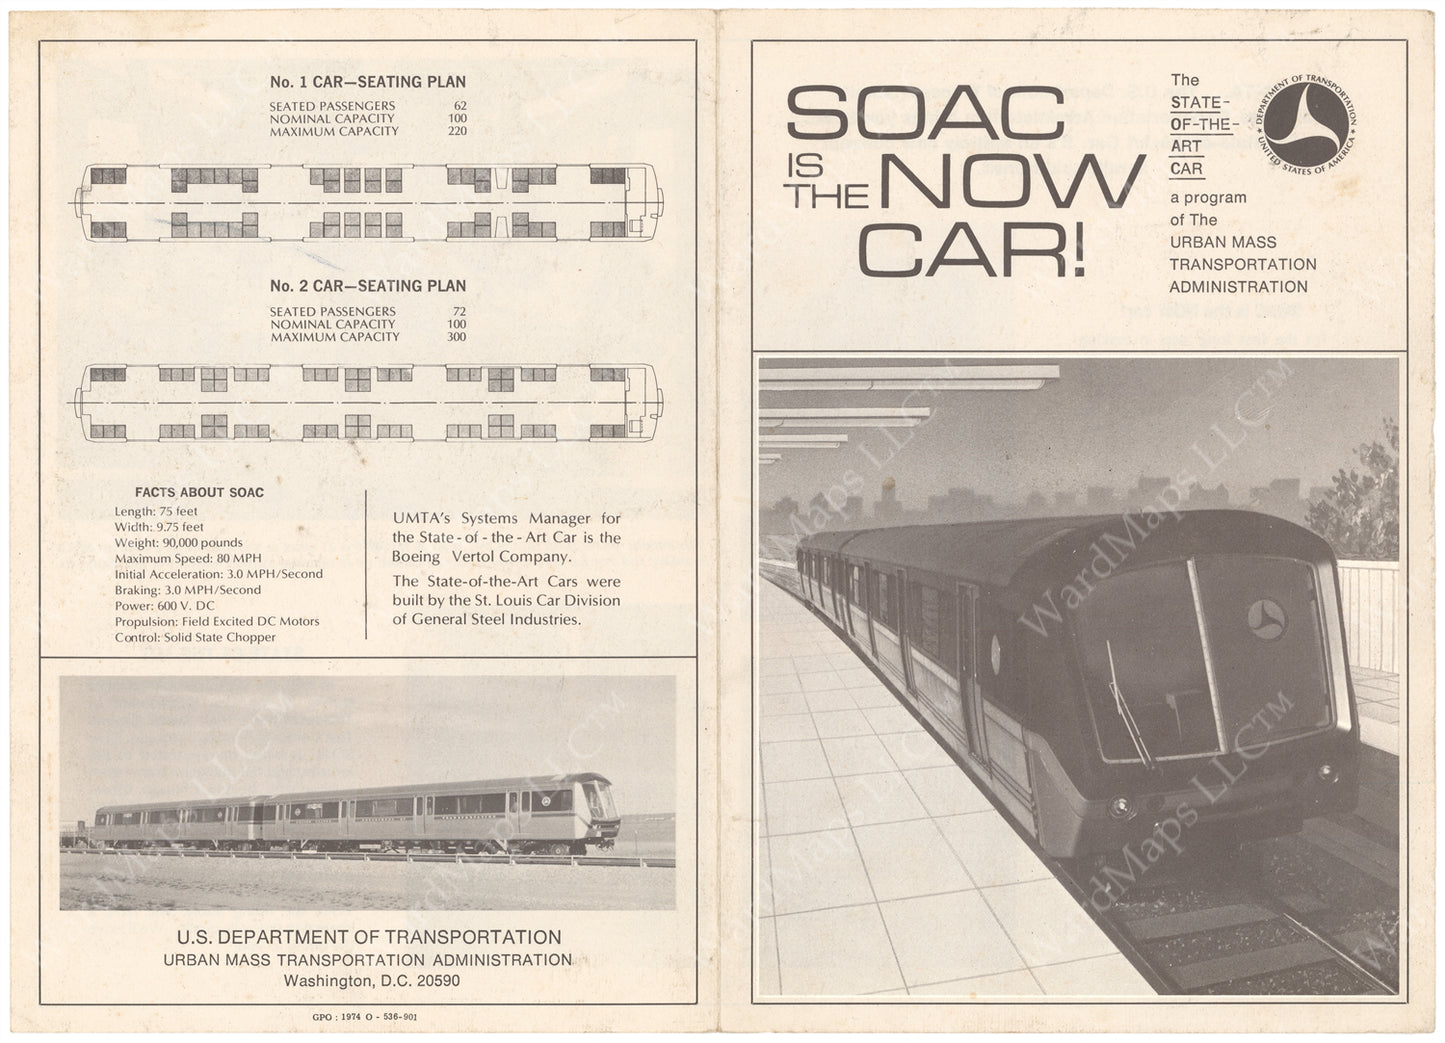 No. 1 CAR—SEATING PLAN
SEATED PASSENGERS 62
NOMINAL CAPACITY 100
MAXIMUM CAPACITY 220
No. 2 CAR—SEATING PLAN
SEATED PASSENGERS 72
NOMINAL CAPACITY 100
MAXIMUM CAPACITY 300
FACTS ABOUT SOAC
Length: 75 feet
Width: 9.75 feet
Weight: 90,000 pounds
Maximum Speed: 80 MPH
Initial Acceleration: 3.0 MPH/Second
Braking: 3.0 MPH/Second
Power: 600 V. DC
Propulsion: Field Excited DC Motors
Control: Solid State Chopper
UMTA's Systems Manager for
the State-of-the-Art Car is the
Boeing Vertol Company.
The State-of-the-Art Cars were
built by the St. Louis Car Division
of General Steel Industries.
U.S. DEPARTMENT OF TRANSPORTATION
URBAN MASS TRANSPORTATION ADMINISTRATION
Washington, D.C. 20590
GPO : 1974 O - 536-901
SOAC
IS
THE NOW
CAR!
The
STATE-
OF-THE-
ART
CAR
a program
of The
URBAN MASS
TRANSPORTATION
ADMINISTRATION
DEPARTMENT OF TRANSPORTATION
UNITED STATES OF AMERICA
WardMaps LLC™